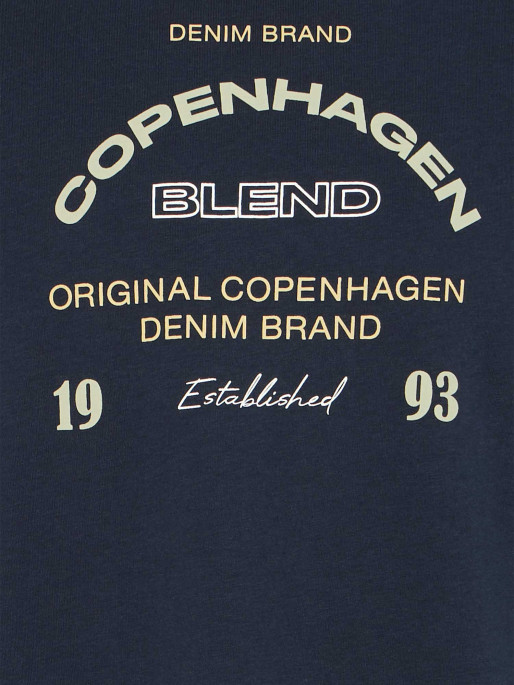 DENIM BRAND
COPENHAGEN
BLEND
ORIGINAL COPENHAGEN
DENIM BRAND
19 Established 93